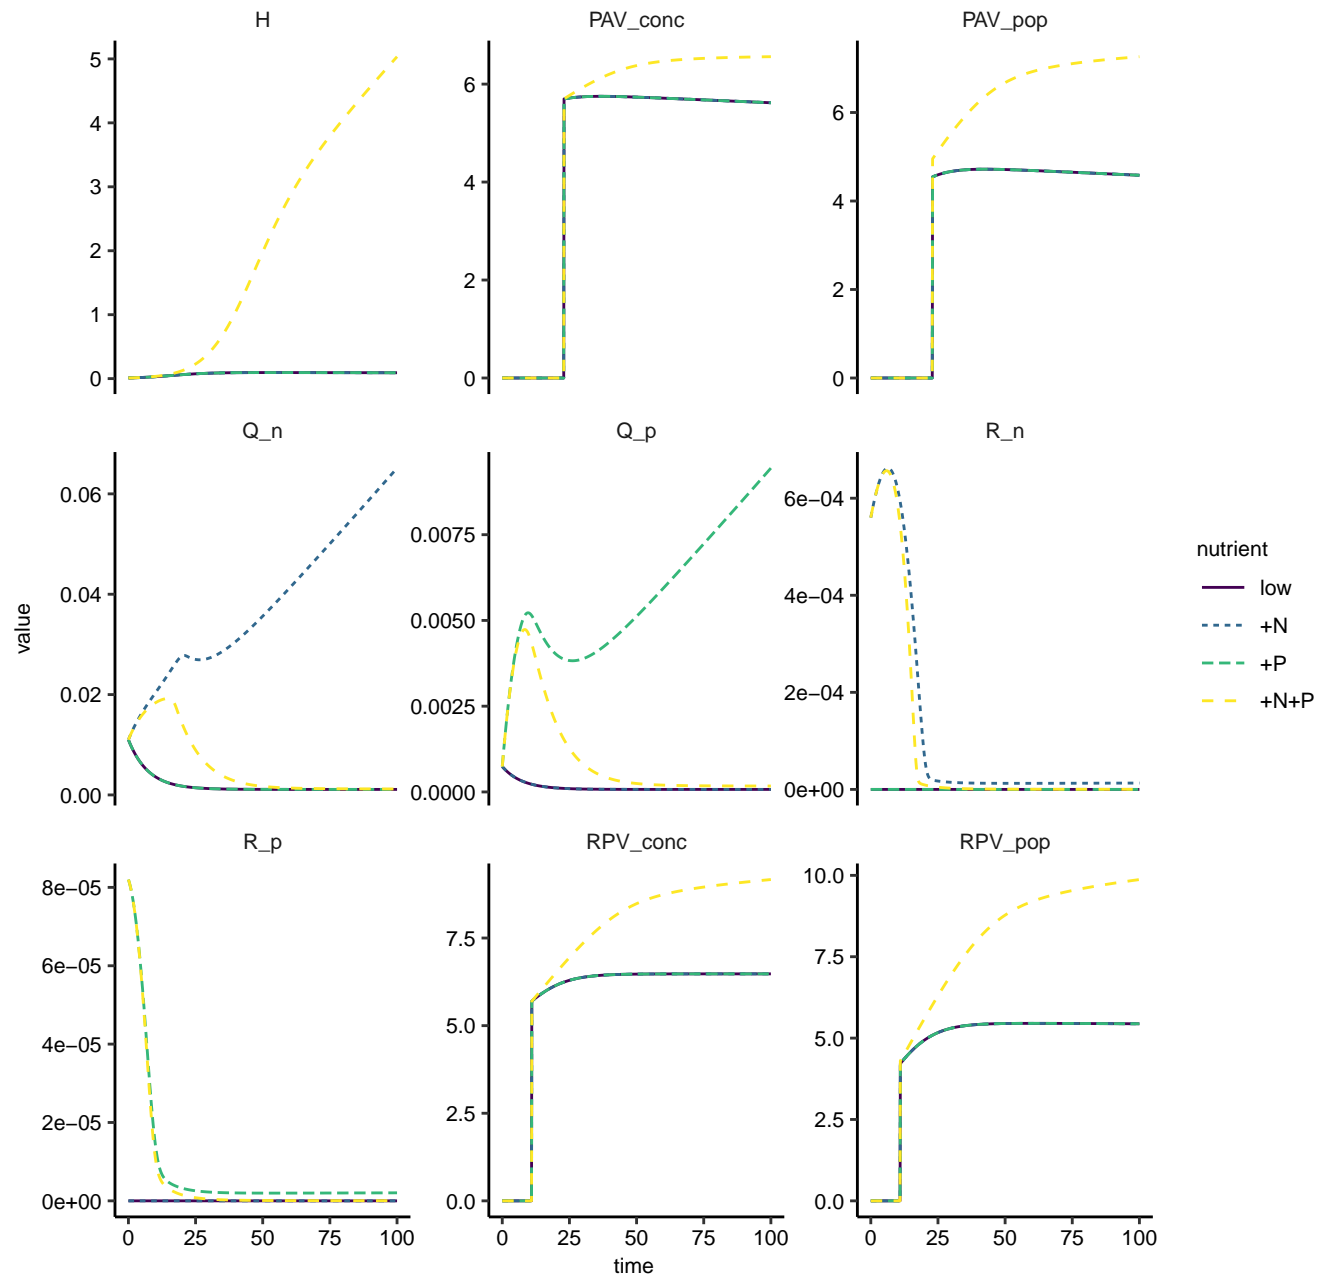 H PAV_conc PAV_pop
5
4
3
2
1
0
6
4
2
0
6
4
2
0
Q_n Q_p R_n
0.06
0.04
0.02
0.00
0.0075
0.0050
0.0025
0.0000
6e−04
4e−04
2e−04
0e+00
R_p RPV_conc RPV_pop
8e−05
6e−05
4e−05
2e−05
0e+00
7.5
5.0
2.5
0.0
10.0
7.5
5.0
2.5
0.0
0 25 50 75 100
0 25 50 75 100
0 25 50 75 100
time
value
nutrient
low
+N
+P
+N+P